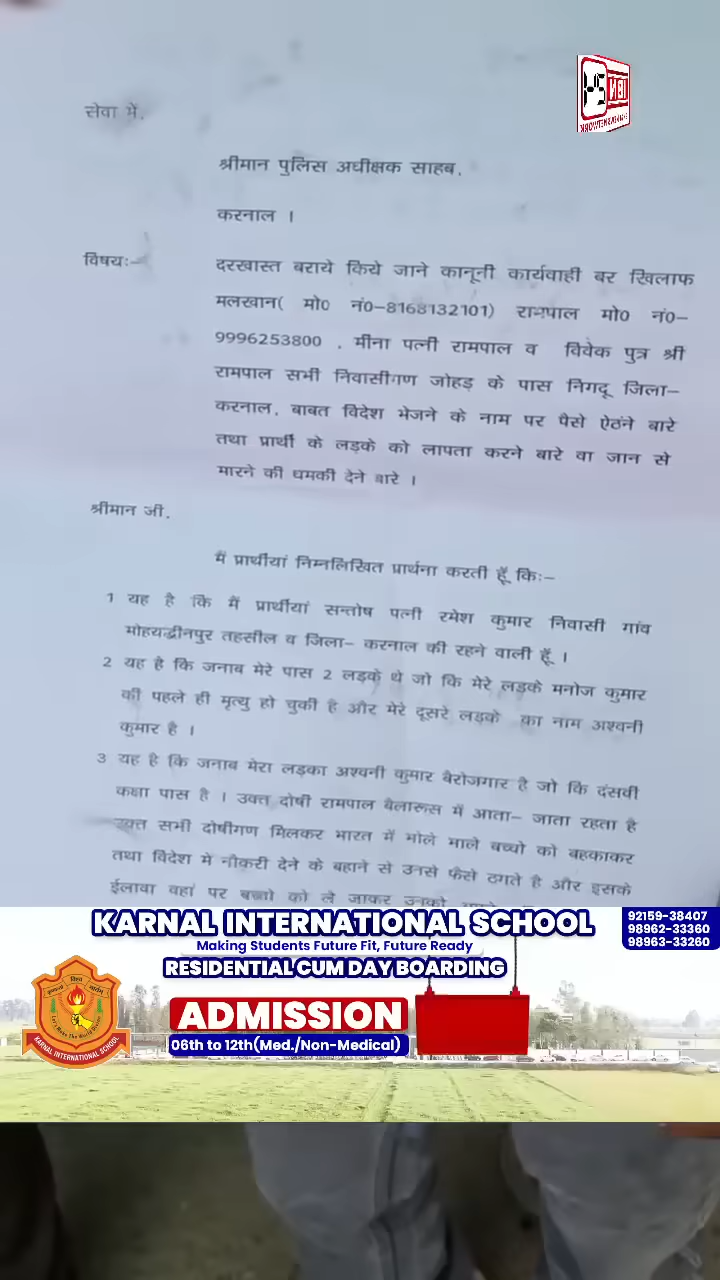 सेवा में,
श्रीमान पुलिस अधीक्षक साहब,
करनाल ।
विषयः–
दरखास्त बराये किये जाने कानूनी कार्यवाही बर खिलाफ
मलखान( मो0 नं0–8168132101) रामपाल मो0 नं0–
9996253800 , मीना पत्नी रामपाल व विवेक पुत्र श्री
रामपाल सभी निवासीगण जोहड़ के पास निगदू जिला–
करनाल, बाबत विदेश भेजने के नाम पर पैसे ऐठंने बारे
तथा प्रार्थी के लड़के को लापता करने बारे वा जान से
मारने की धमकी देने बारे ।
श्रीमान जी,
मैं प्रार्थीयां निम्नलिखित प्रार्थना करती हूँ किः–
1 यह है कि मैं प्रार्थीयां सन्तोष पत्नी रमेश कुमार निवासी गांव
मोहयद्धीनपुर तहसील व जिला– करनाल की रहने वाली हूँ ।
2 यह है कि जनाब मेरे पास 2 लड़के थे जो कि मेरे लड़के मनोज कुमार
की पहले ही मृत्यु हो चुकी है और मेरे दूसरे लड़के का नाम अश्वनी
कुमार है ।
3 यह है कि जनाब मेरा लड़का अश्वनी कुमार बैरोजगार है जो कि दंसवी
कक्षा पास है । उक्त दोषी रामपाल बेलारूस में आता– जाता रहता है
उक्त सभी दोषीगण मिलकर भारत में भोले भाले बच्चो को बहकाकर
तथा विदेश में नौकरी देने के बहाने से उनसे फैसे ठगते है और इसके
ईलावा वहां पर बच्चो को ले जाकर उनको
KARNAL INTERNATIONAL SCHOOL
92159-38407
98962-33360
98963-33260
Making Students Future Fit, Future Ready
RESIDENTIAL CUM DAY BOARDING
ADMISSION
06th to 12th(Med./Non-Medical)
KARNAL INTERNATIONAL SCHOOL